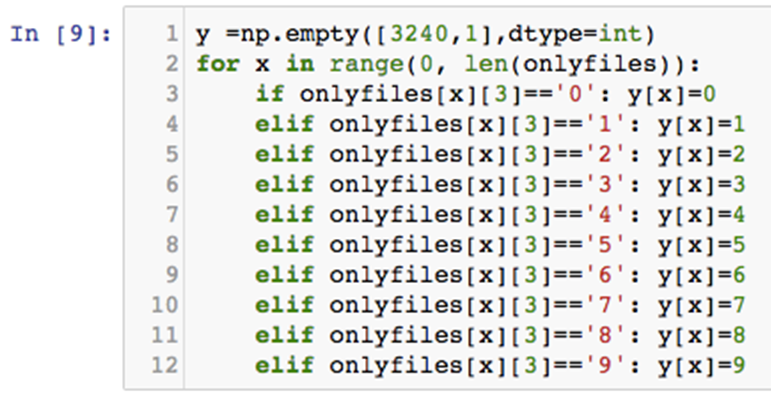 In [9]:
1 y =np.empty([3240,1],dtype=int)
2 for x in range(0, len(onlyfiles)):
3     if onlyfiles[x][3]=='0': y[x]=0
4     elif onlyfiles[x][3]=='1': y[x]=1
5     elif onlyfiles[x][3]=='2': y[x]=2
6     elif onlyfiles[x][3]=='3': y[x]=3
7     elif onlyfiles[x][3]=='4': y[x]=4
8     elif onlyfiles[x][3]=='5': y[x]=5
9     elif onlyfiles[x][3]=='6': y[x]=6
10     elif onlyfiles[x][3]=='7': y[x]=7
11     elif onlyfiles[x][3]=='8': y[x]=8
12     elif onlyfiles[x][3]=='9': y[x]=9